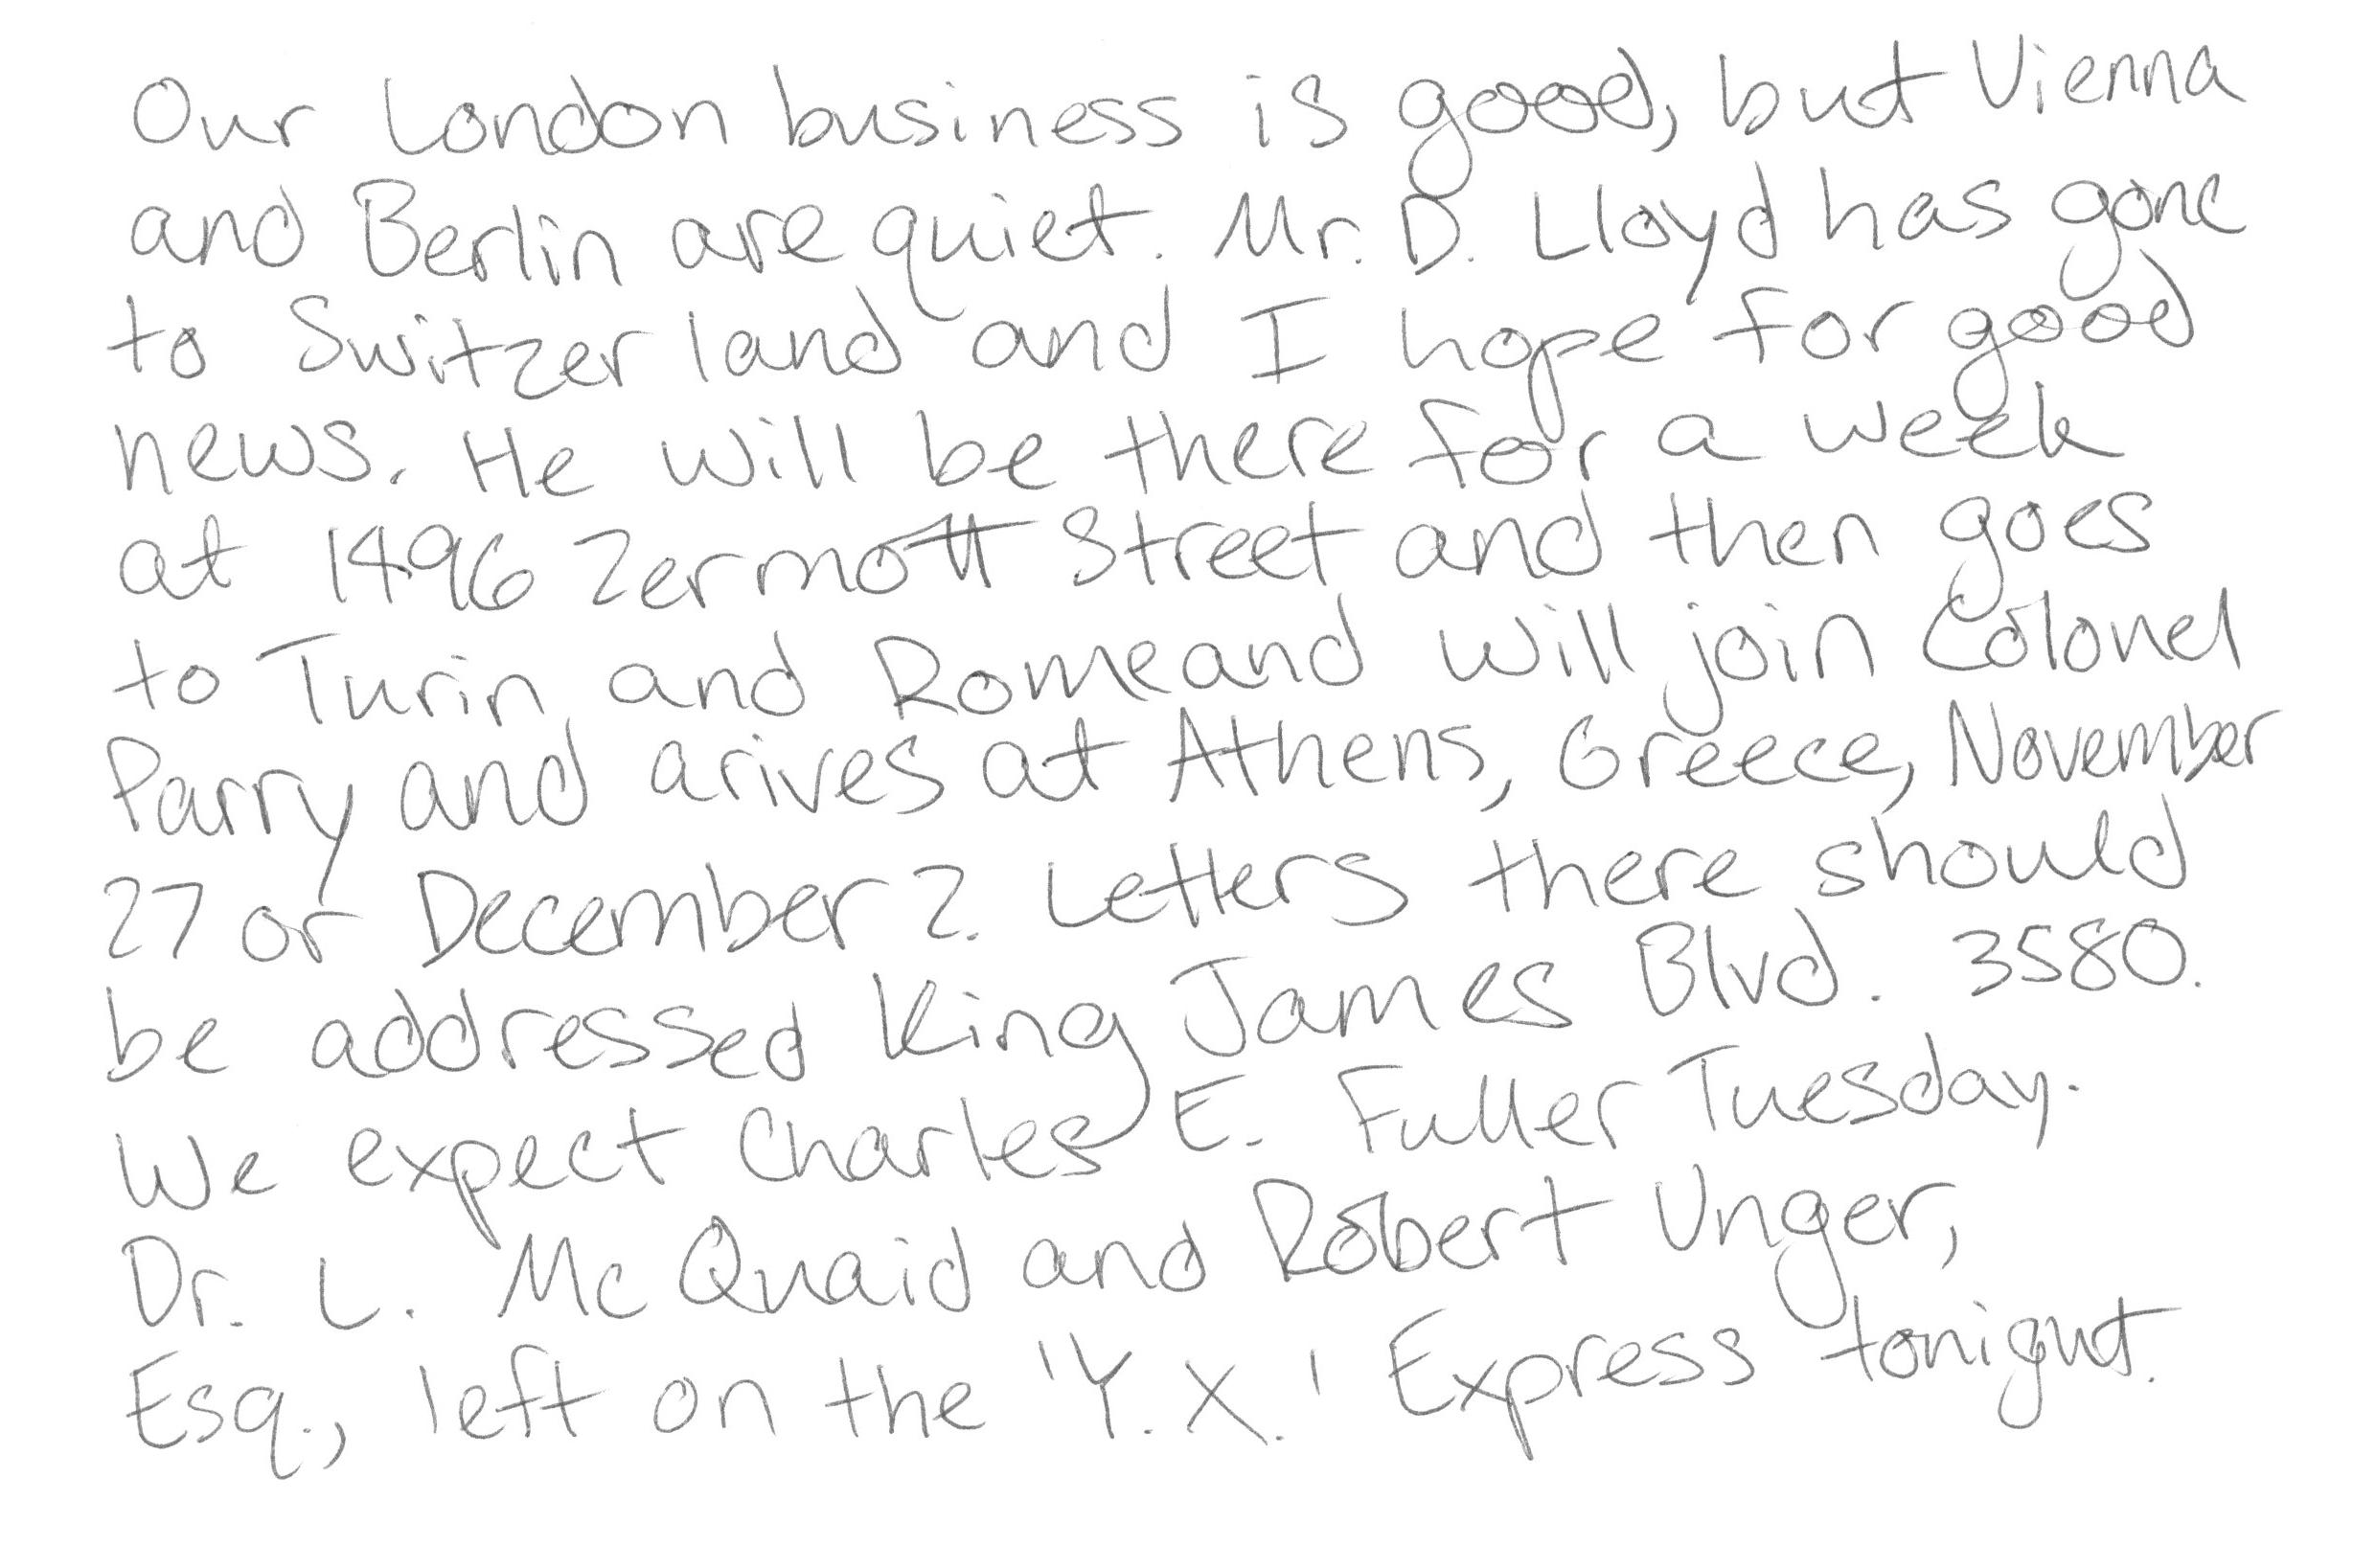 Our London business is good, but Vienna
and Berlin are quiet. Mr. D. Lloyd has gone
to Switzerland and I hope for good
news. He will be there for a week
at 1496 Zermott Street and then goes
to Turin and Rome and will join Colonel
Parry and arives at Athens, Greece, November
27 or December 2. Letters there should
be addressed King James Blvd. 3580.
We expect Charles E. Fuller Tuesday.
Dr. L. McQuaid and Robert Unger,
Esq., left on the 'Y.X.' Express tonight.